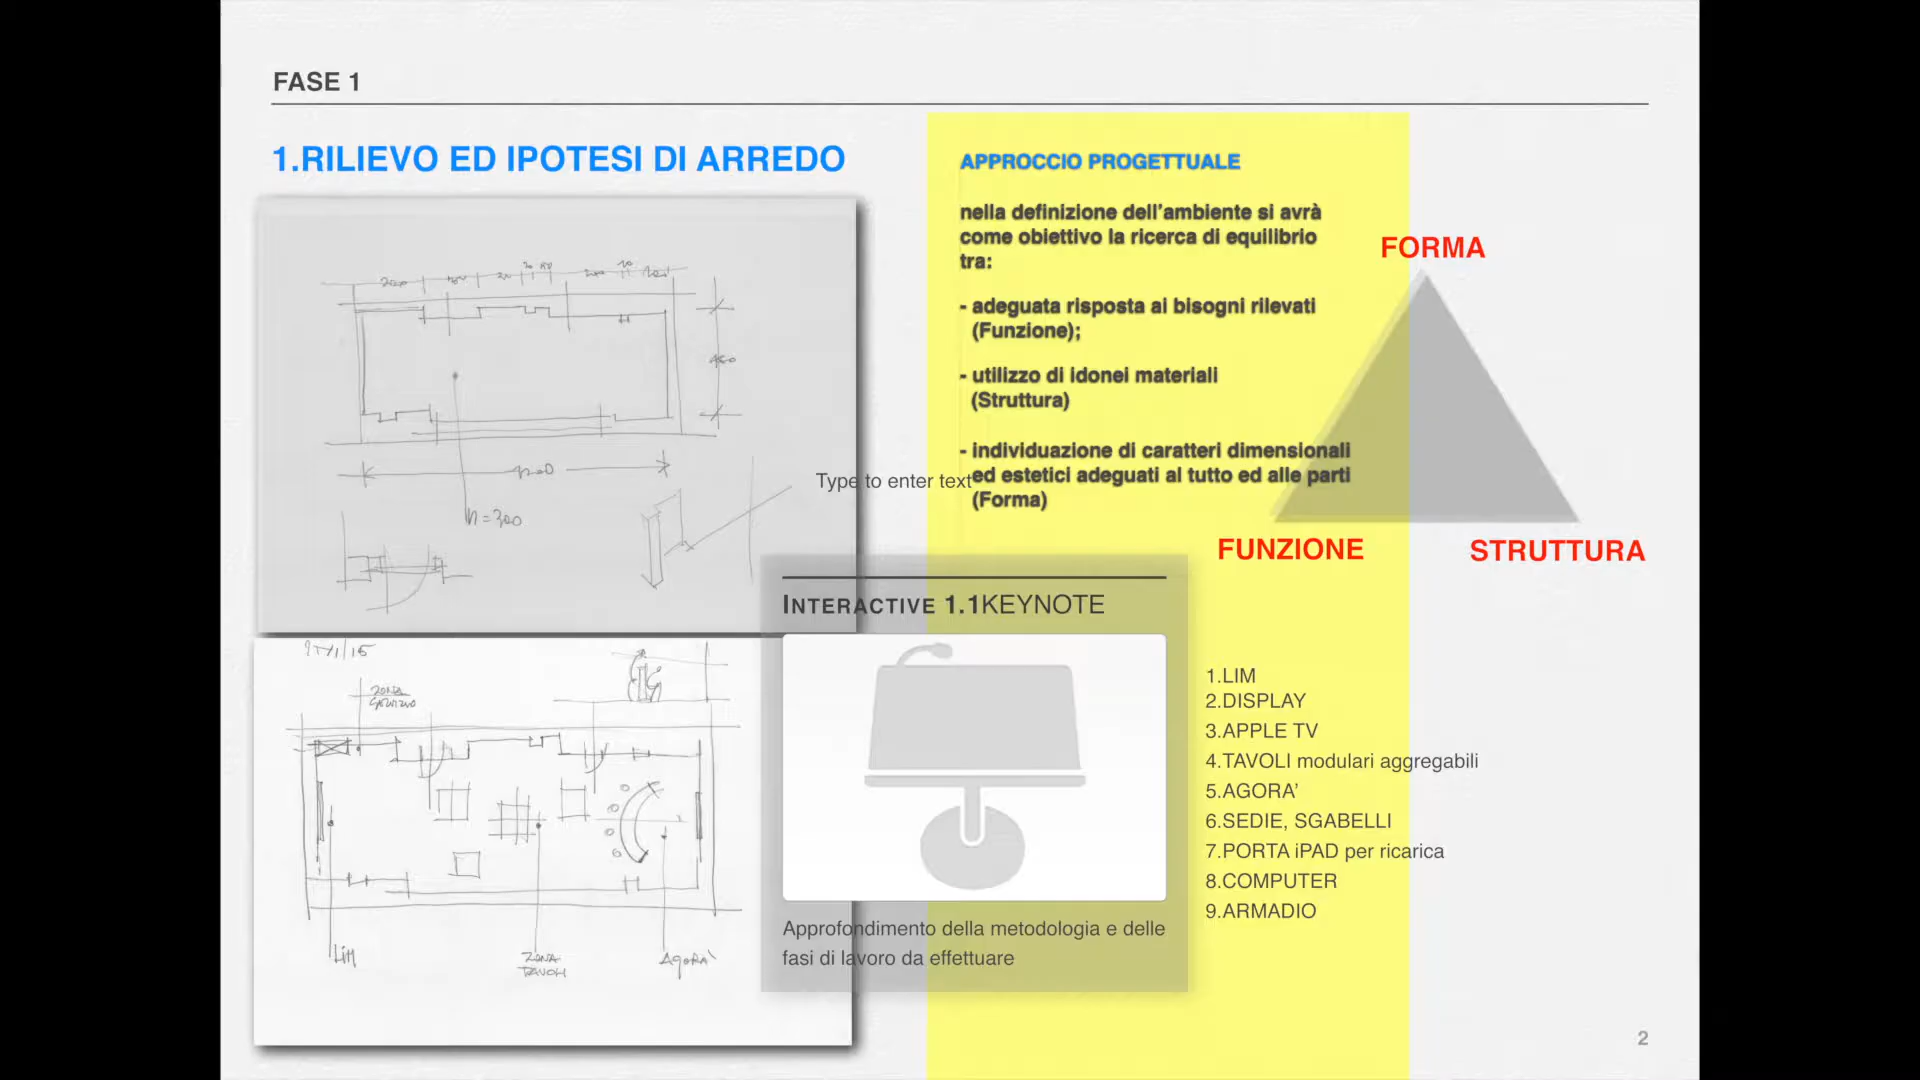 FASE 1
1.RILIEVO ED IPOTESI DI ARREDO
APPROCCIO PROGETTUALE
nella definizione dell'ambiente si avrà
come obiettivo la ricerca di equilibrio
tra:
- adeguata risposta ai bisogni rilevati
(Funzione);
- utilizzo di idonei materiali
(Struttura)
- individuazione di caratteri dimensionali
ed estetici adeguati al tutto ed alle parti
(Forma)
FORMA
FUNZIONE
STRUTTURA
Type to enter text
h=300
ZONA
SERVIZIO
LIM
ZONA
TAVOLI
AGORA'
INTERACTIVE 1.1KEYNOTE
Approfondimento della metodologia e delle
fasi di lavoro da effettuare
1.LIM
2.DISPLAY
3.APPLE TV
4.TAVOLI modulari aggregabili
5.AGORA'
6.SEDIE, SGABELLI
7.PORTA iPAD per ricarica
8.COMPUTER
9.ARMADIO
2